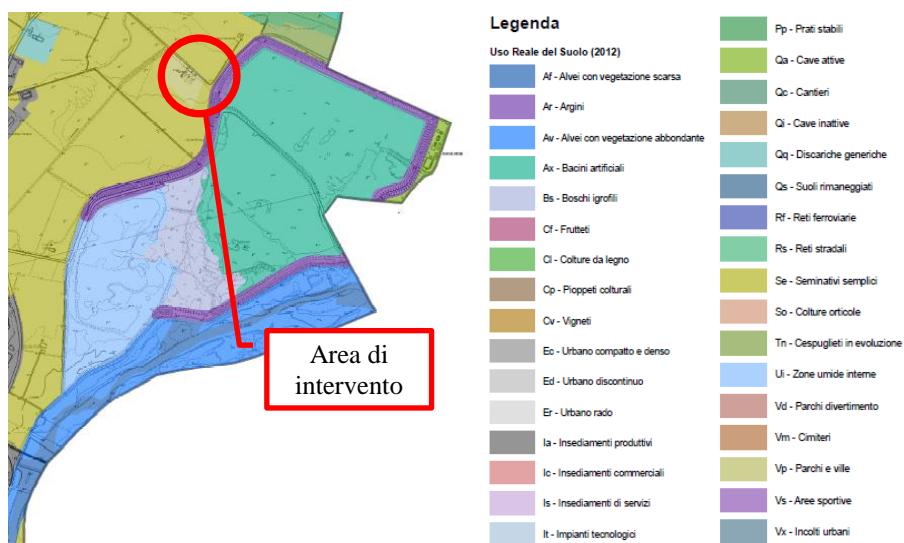 Area di
intervento
Legenda
Uso Reale del Suolo (2012)
Af - Alvei con vegetazione scarsa
Ar - Argini
Av - Alvei con vegetazione abbondante
Ax - Bacini artificiali
Bs - Boschi igrofili
Cf - Frutteti
Cl - Colture da legno
Cp - Pioppeti colturali
Cv - Vigneti
Ec - Urbano compatto e denso
Ed - Urbano discontinuo
Er - Urbano rado
Ia - Insediamenti produttivi
Ic - Insediamenti commerciali
Is - Insediamenti di servizi
It - Impianti tecnologici
Pp - Prati stabili
Qa - Cave attive
Qc - Cantieri
Qi - Cave inattive
Qq - Discariche generiche
Qs - Suoli rimaneggiati
Rf - Reti ferroviarie
Rs - Reti stradali
Se - Seminativi semplici
So - Colture orticole
Tn - Cespuglieti in evoluzione
Ui - Zone umide interne
Vd - Parchi divertimento
Vm - Cimiteri
Vp - Parchi e ville
Vs - Aree sportive
Vx - Incolti urbani